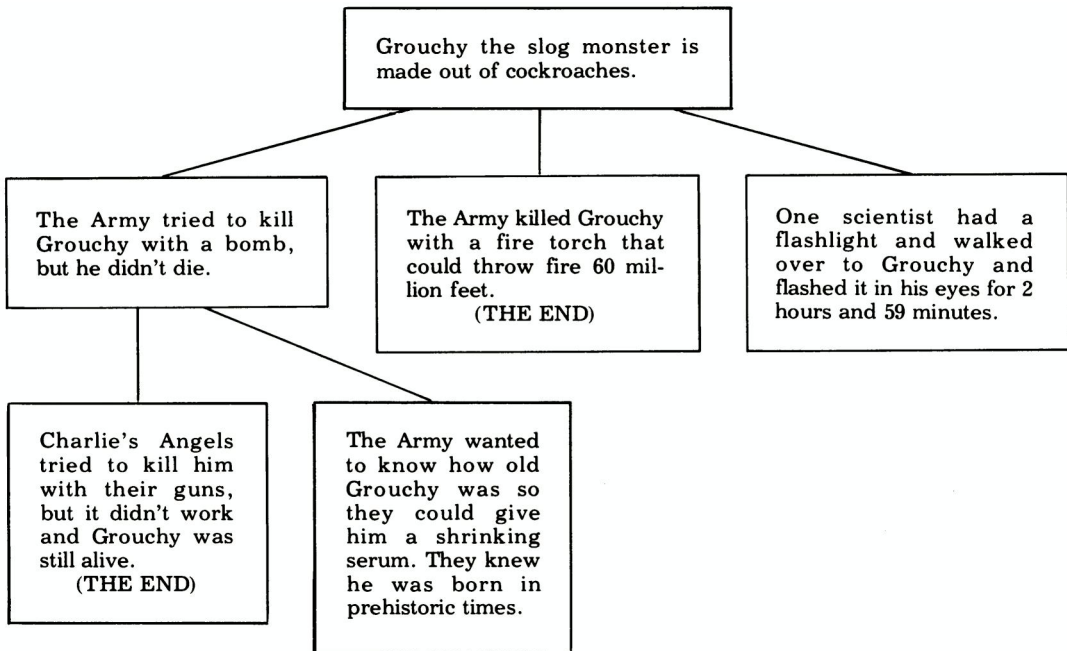 Grouchy the slog monster is
made out of cockroaches.
The Army tried to kill
Grouchy with a bomb,
but he didn't die.
The Army killed Grouchy
with a fire torch that
could throw fire 60 mil-
lion feet.
(THE END)
One scientist had a
flashlight and walked
over to Grouchy and
flashed it in his eyes for 2
hours and 59 minutes.
Charlie's Angels
tried to kill him
with their guns,
but it didn't work
and Grouchy was
still alive.
(THE END)
The Army wanted
to know how old
Grouchy was so
they could give
him a shrinking
serum. They knew
he was born in
prehistoric times.